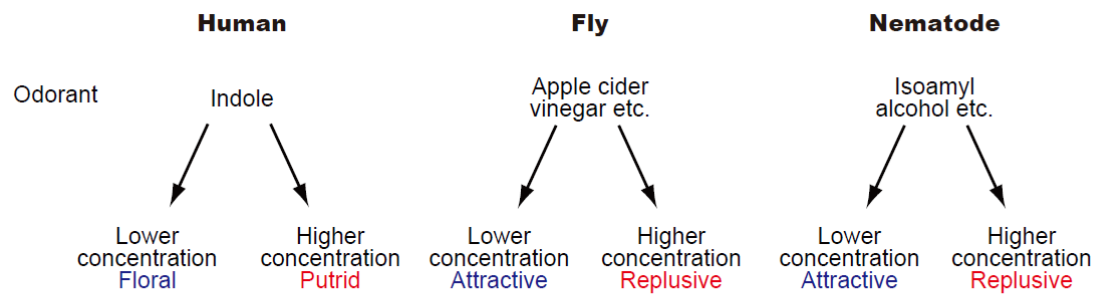 Human
Fly
Nematode
Odorant
Indole
Apple cider
vinegar etc.
Isoamyl
alcohol etc.
Lower
concentration
Floral
Higher
concentration
Putrid
Lower
concentration
Attractive
Higher
concentration
Replusive
Lower
concentration
Attractive
Higher
concentration
Replusive